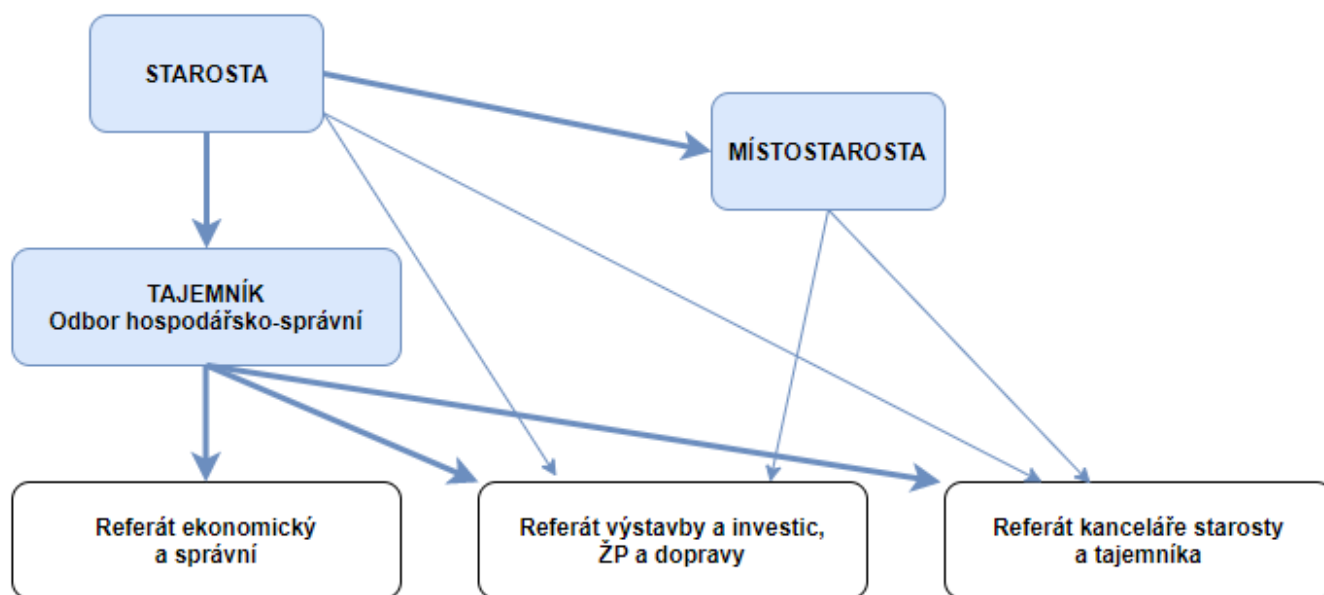 STAROSTA
MÍSTOSTAROSTA
TAJEMNÍK
Odbor hospodářsko-správní
Referát ekonomický
a správní
Referát výstavby a investic,
ŽP a dopravy
Referát kanceláře starosty
a tajemníka